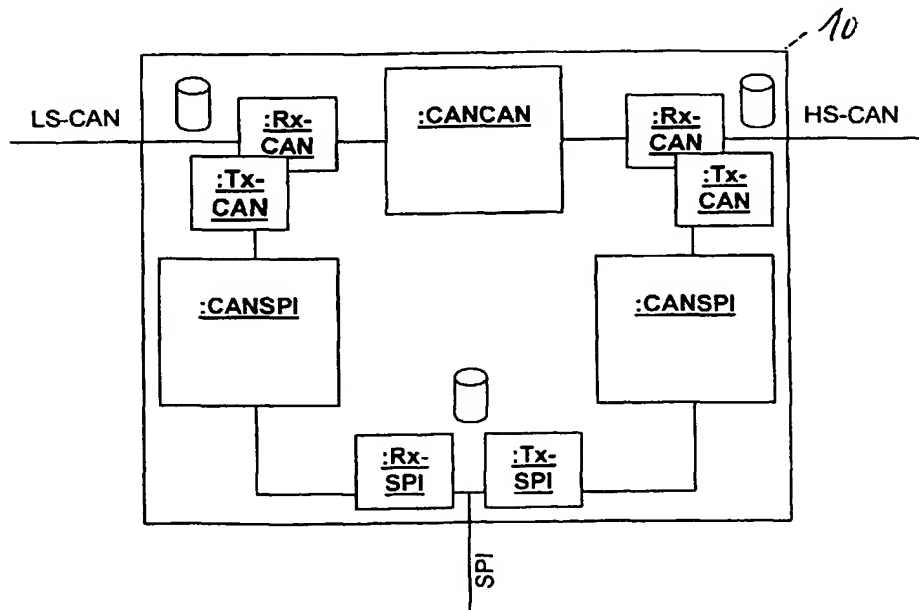 10
LS-CAN
:Rx-
CAN
:CANCAN
:Rx-
CAN
HS-CAN
:Tx-
CAN
:Tx-
CAN
:CANSPI
:CANSPI
:Rx-
SPI
:Tx-
SPI
SPI